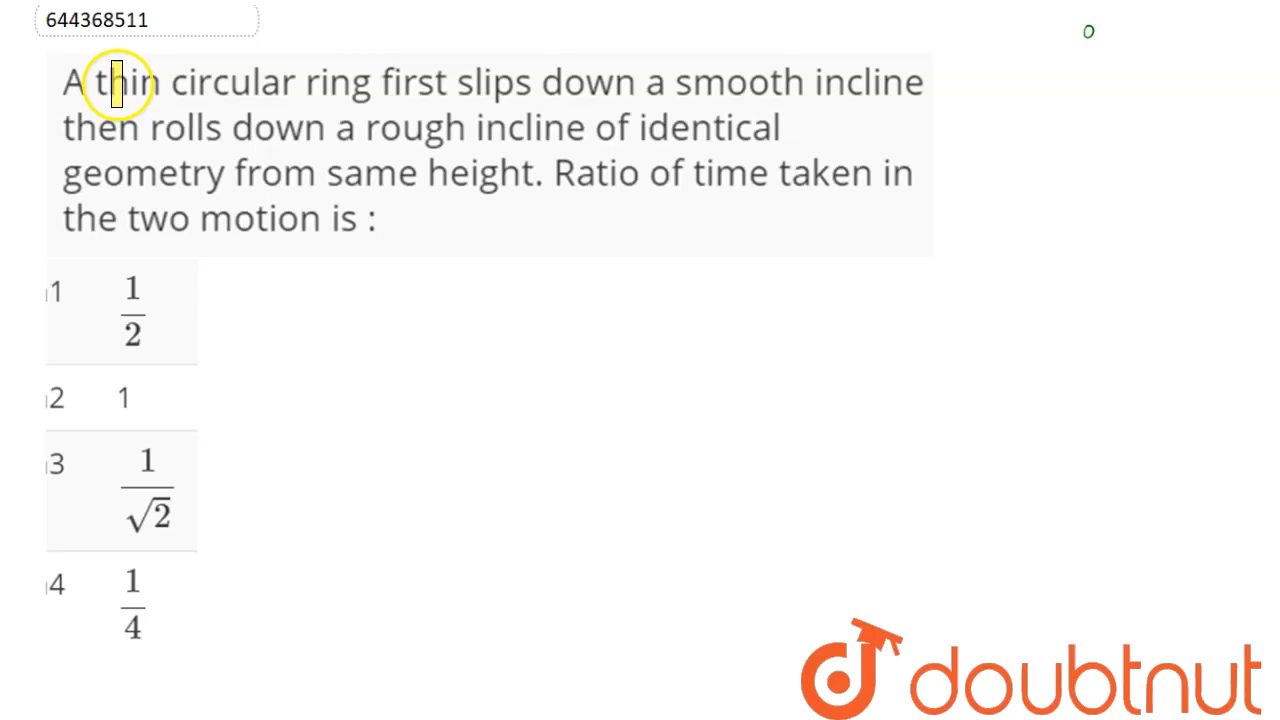 644368511
A thin circular ring first slips down a smooth incline
then rolls down a rough incline of identical
geometry from same height. Ratio of time taken in
the two motion is :
1 1/2
2 1
3 1/√2
4 1/4
doubtnut